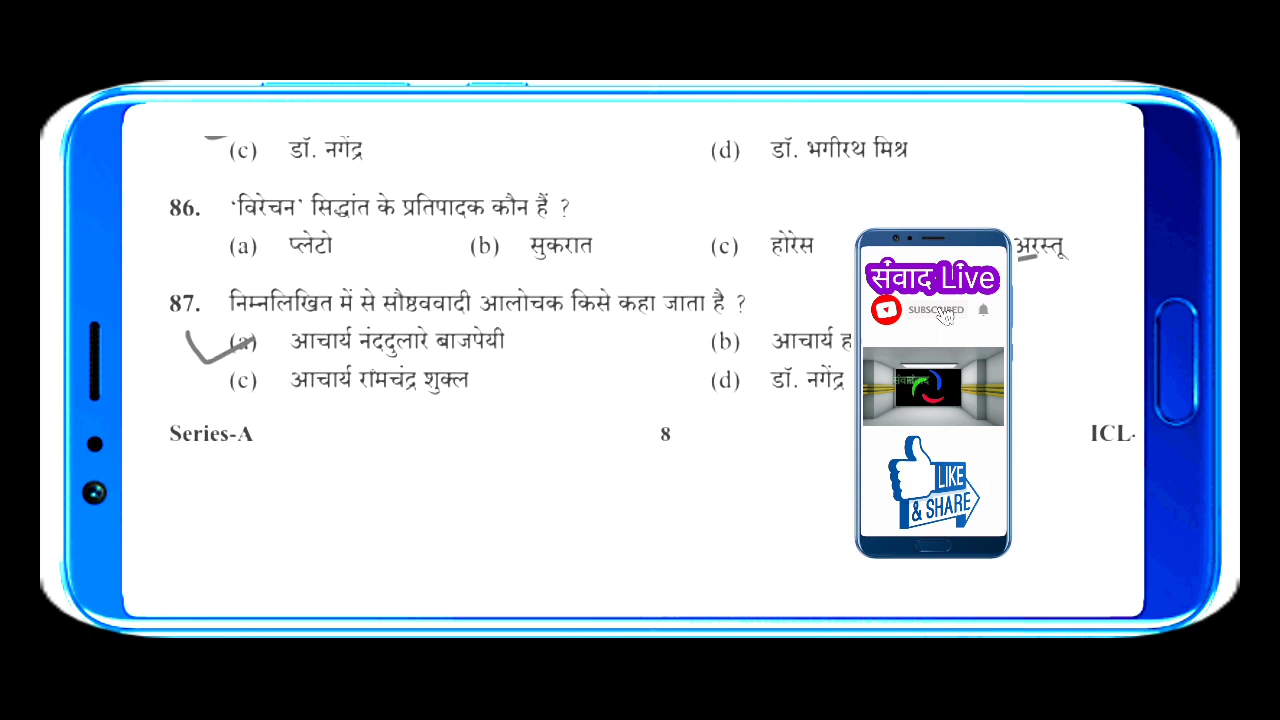 (c) डॉ. नगेंद्र (d) डॉ. भगीरथ मिश्र
86. 'विरेचन' सिद्धांत के प्रतिपादक कौन हैं ?
(a) प्लेटो (b) सुकरात (c) होरेस अरस्तू
87. निम्नलिखित में से सौष्ठववादी आलोचक किसे कहा जाता है ?
(a) आचार्य नंददुलारे बाजपेयी (b) आचार्य ह
(c) आचार्य रामचंद्र शुक्ल (d) डॉ. नगेंद्र
Series-A 8 ICL-
संवाद Live
SUBSCRIBED
LIKE
& SHARE